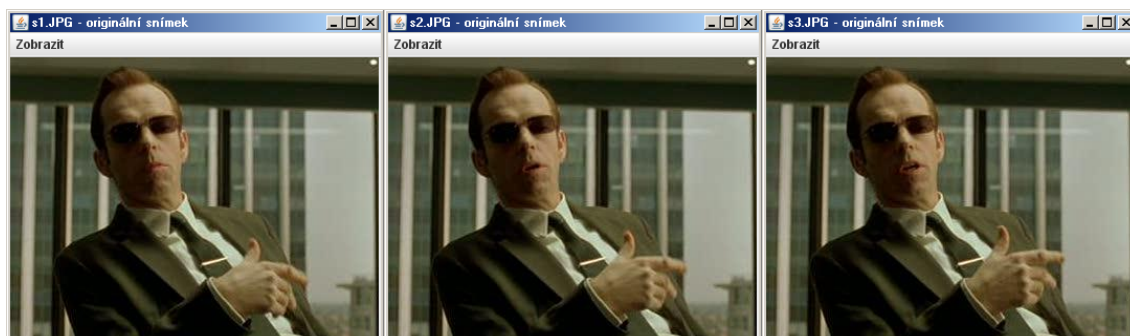 s1.JPG - originální snímek
Zobrazit
s2.JPG - originální snímek
Zobrazit
s3.JPG - originální snímek
Zobrazit